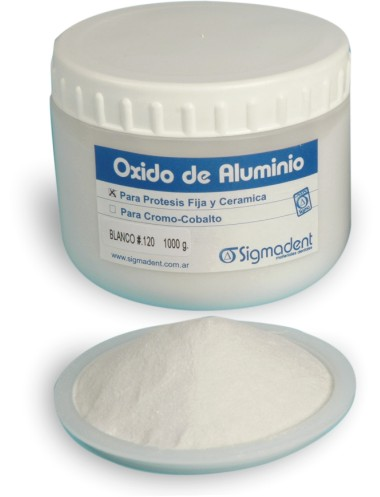 Oxido de Aluminio
Para Protesis Fija y Ceramica
Para Cromo-Cobalto
BLANCO #.120 1000 g.
Sigmadent
www.sigmadent.com.ar